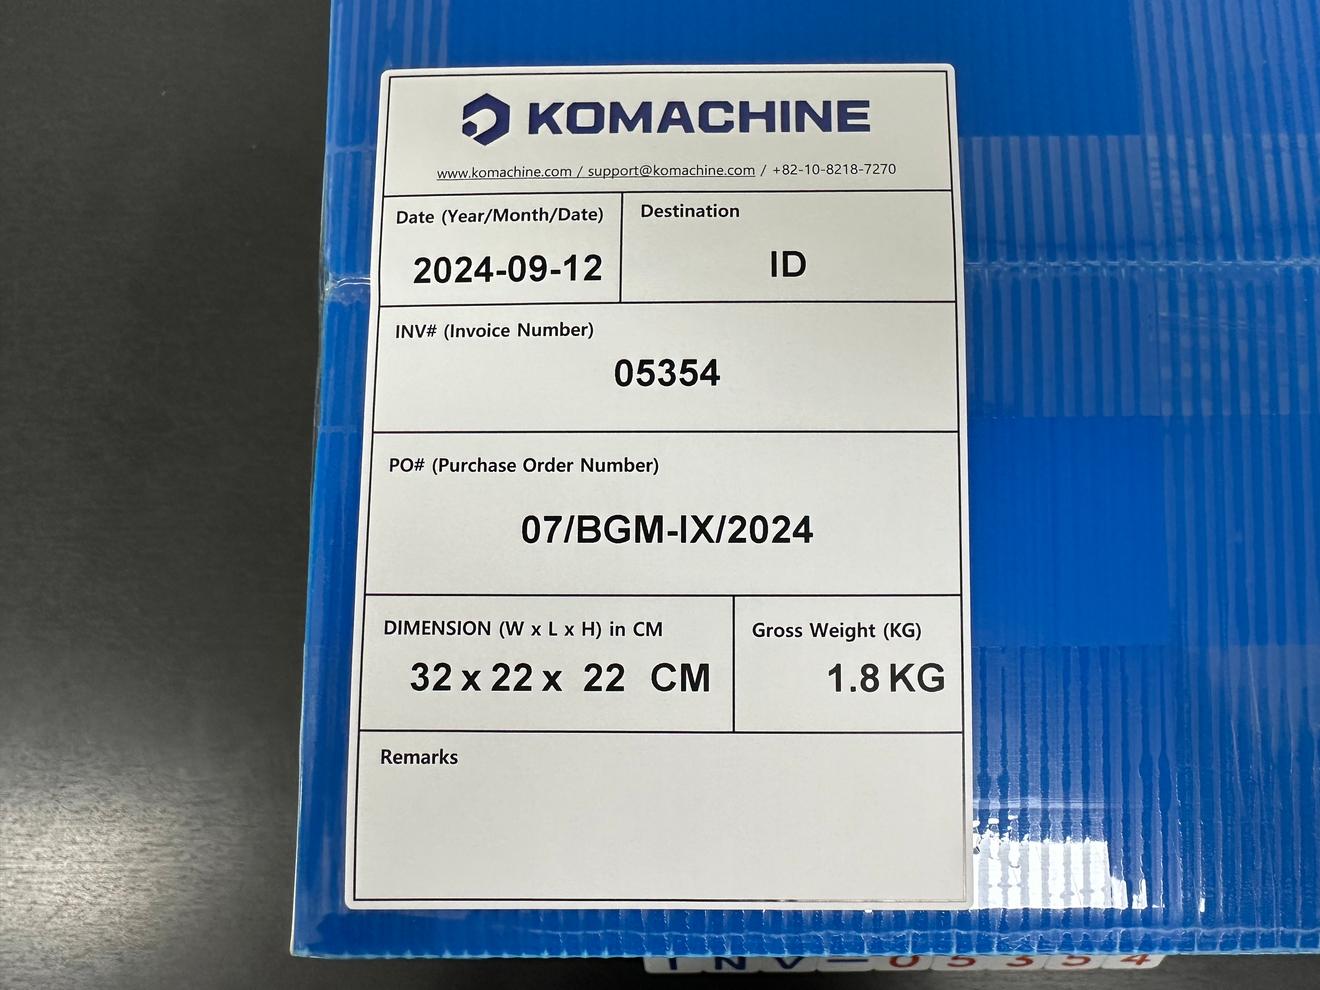 KOMACHINE
www.komachine.com / support@komachine.com / +82-10-8218-7270
Date (Year/Month/Date)
2024-09-12
Destination
ID
INV# (Invoice Number)
05354
PO# (Purchase Order Number)
07/BGM-IX/2024
DIMENSION (W x L x H) in CM
32 x 22 x 22 CM
Gross Weight (KG)
1.8 KG
Remarks
INV-05354